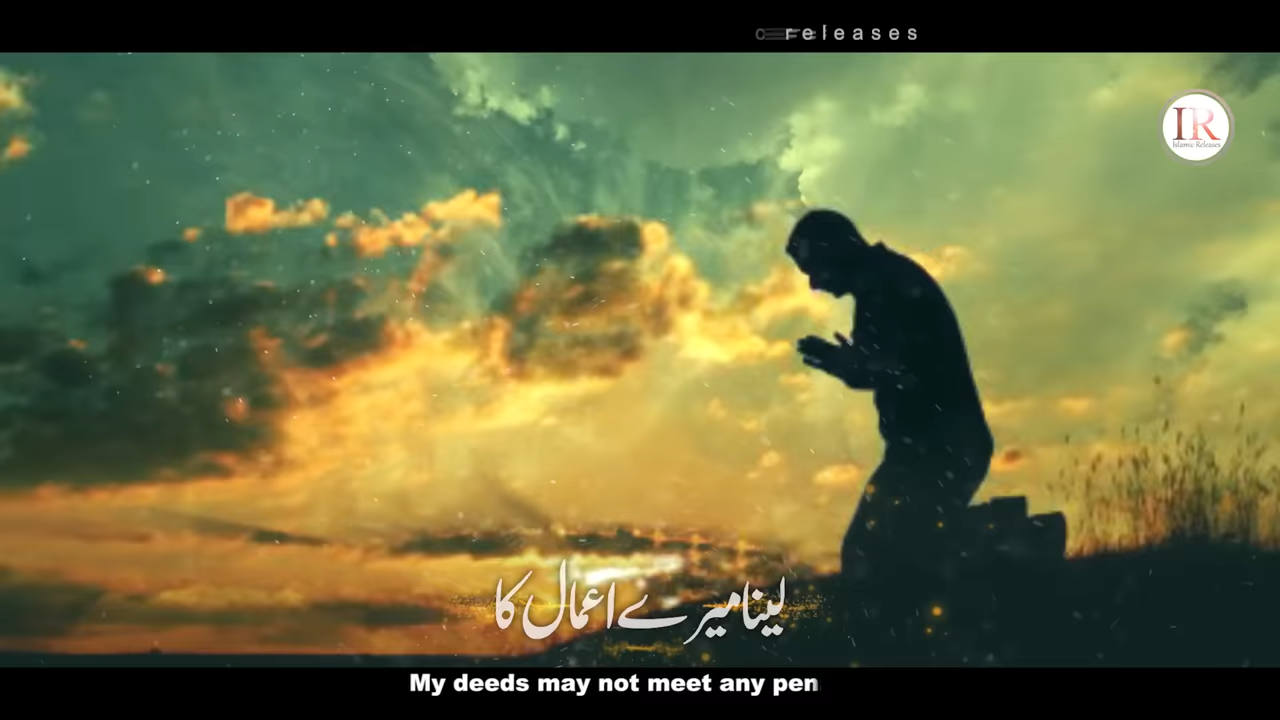 releases
IR
Islamic Releases
لینا میرے اعمال کا
My deeds may not meet any pen